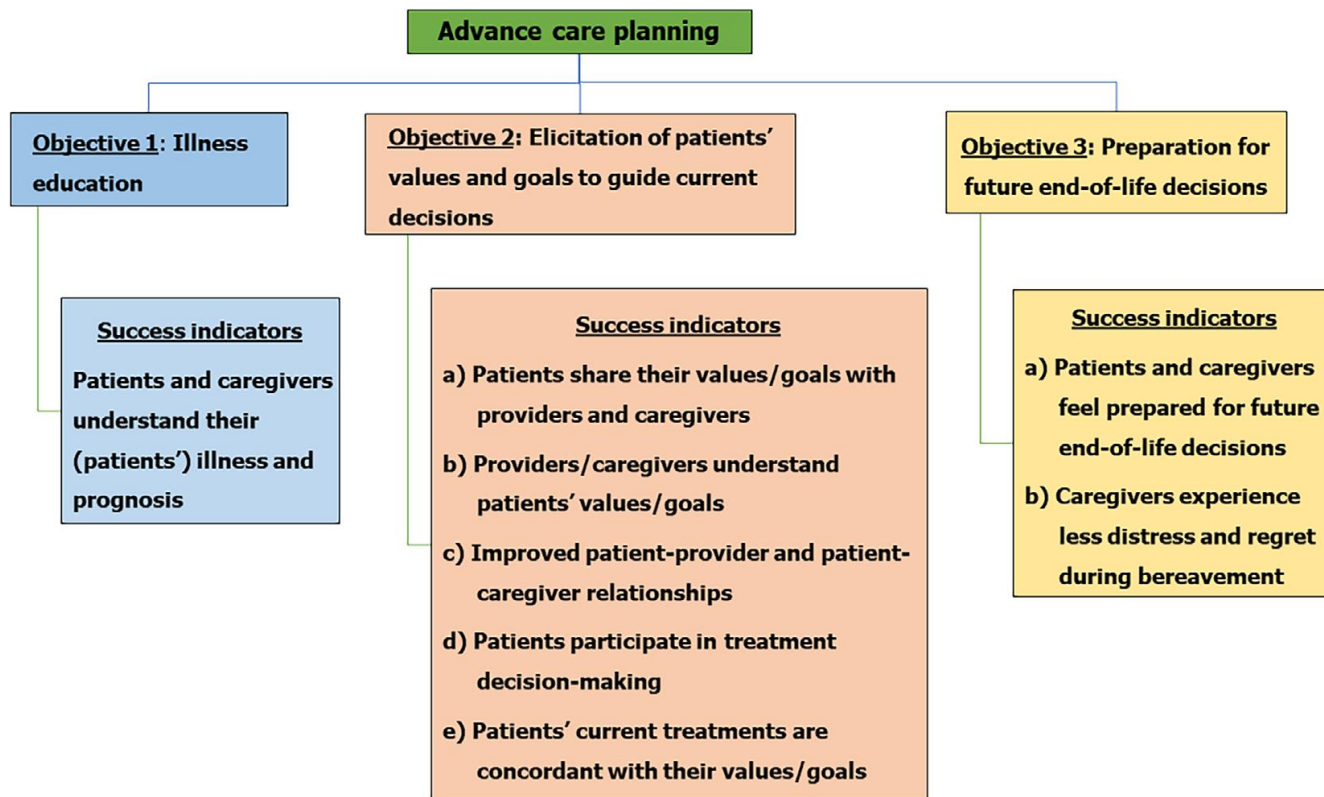 Advance care planning
Objective 1: Illness
education
Objective 2: Elicitation of patients’
values and goals to guide current
decisions
Objective 3: Preparation for
future end-of-life decisions
Success indicators
Patients and caregivers
understand their
(patients’) illness and
prognosis
Success indicators
a) Patients share their values/goals with
providers and caregivers
b) Providers/caregivers understand
patients’ values/goals
c) Improved patient-provider and patient-
caregiver relationships
d) Patients participate in treatment
decision-making
e) Patients’ current treatments are
concordant with their values/goals
Success indicators
a) Patients and caregivers
feel prepared for future
end-of-life decisions
b) Caregivers experience
less distress and regret
during bereavement